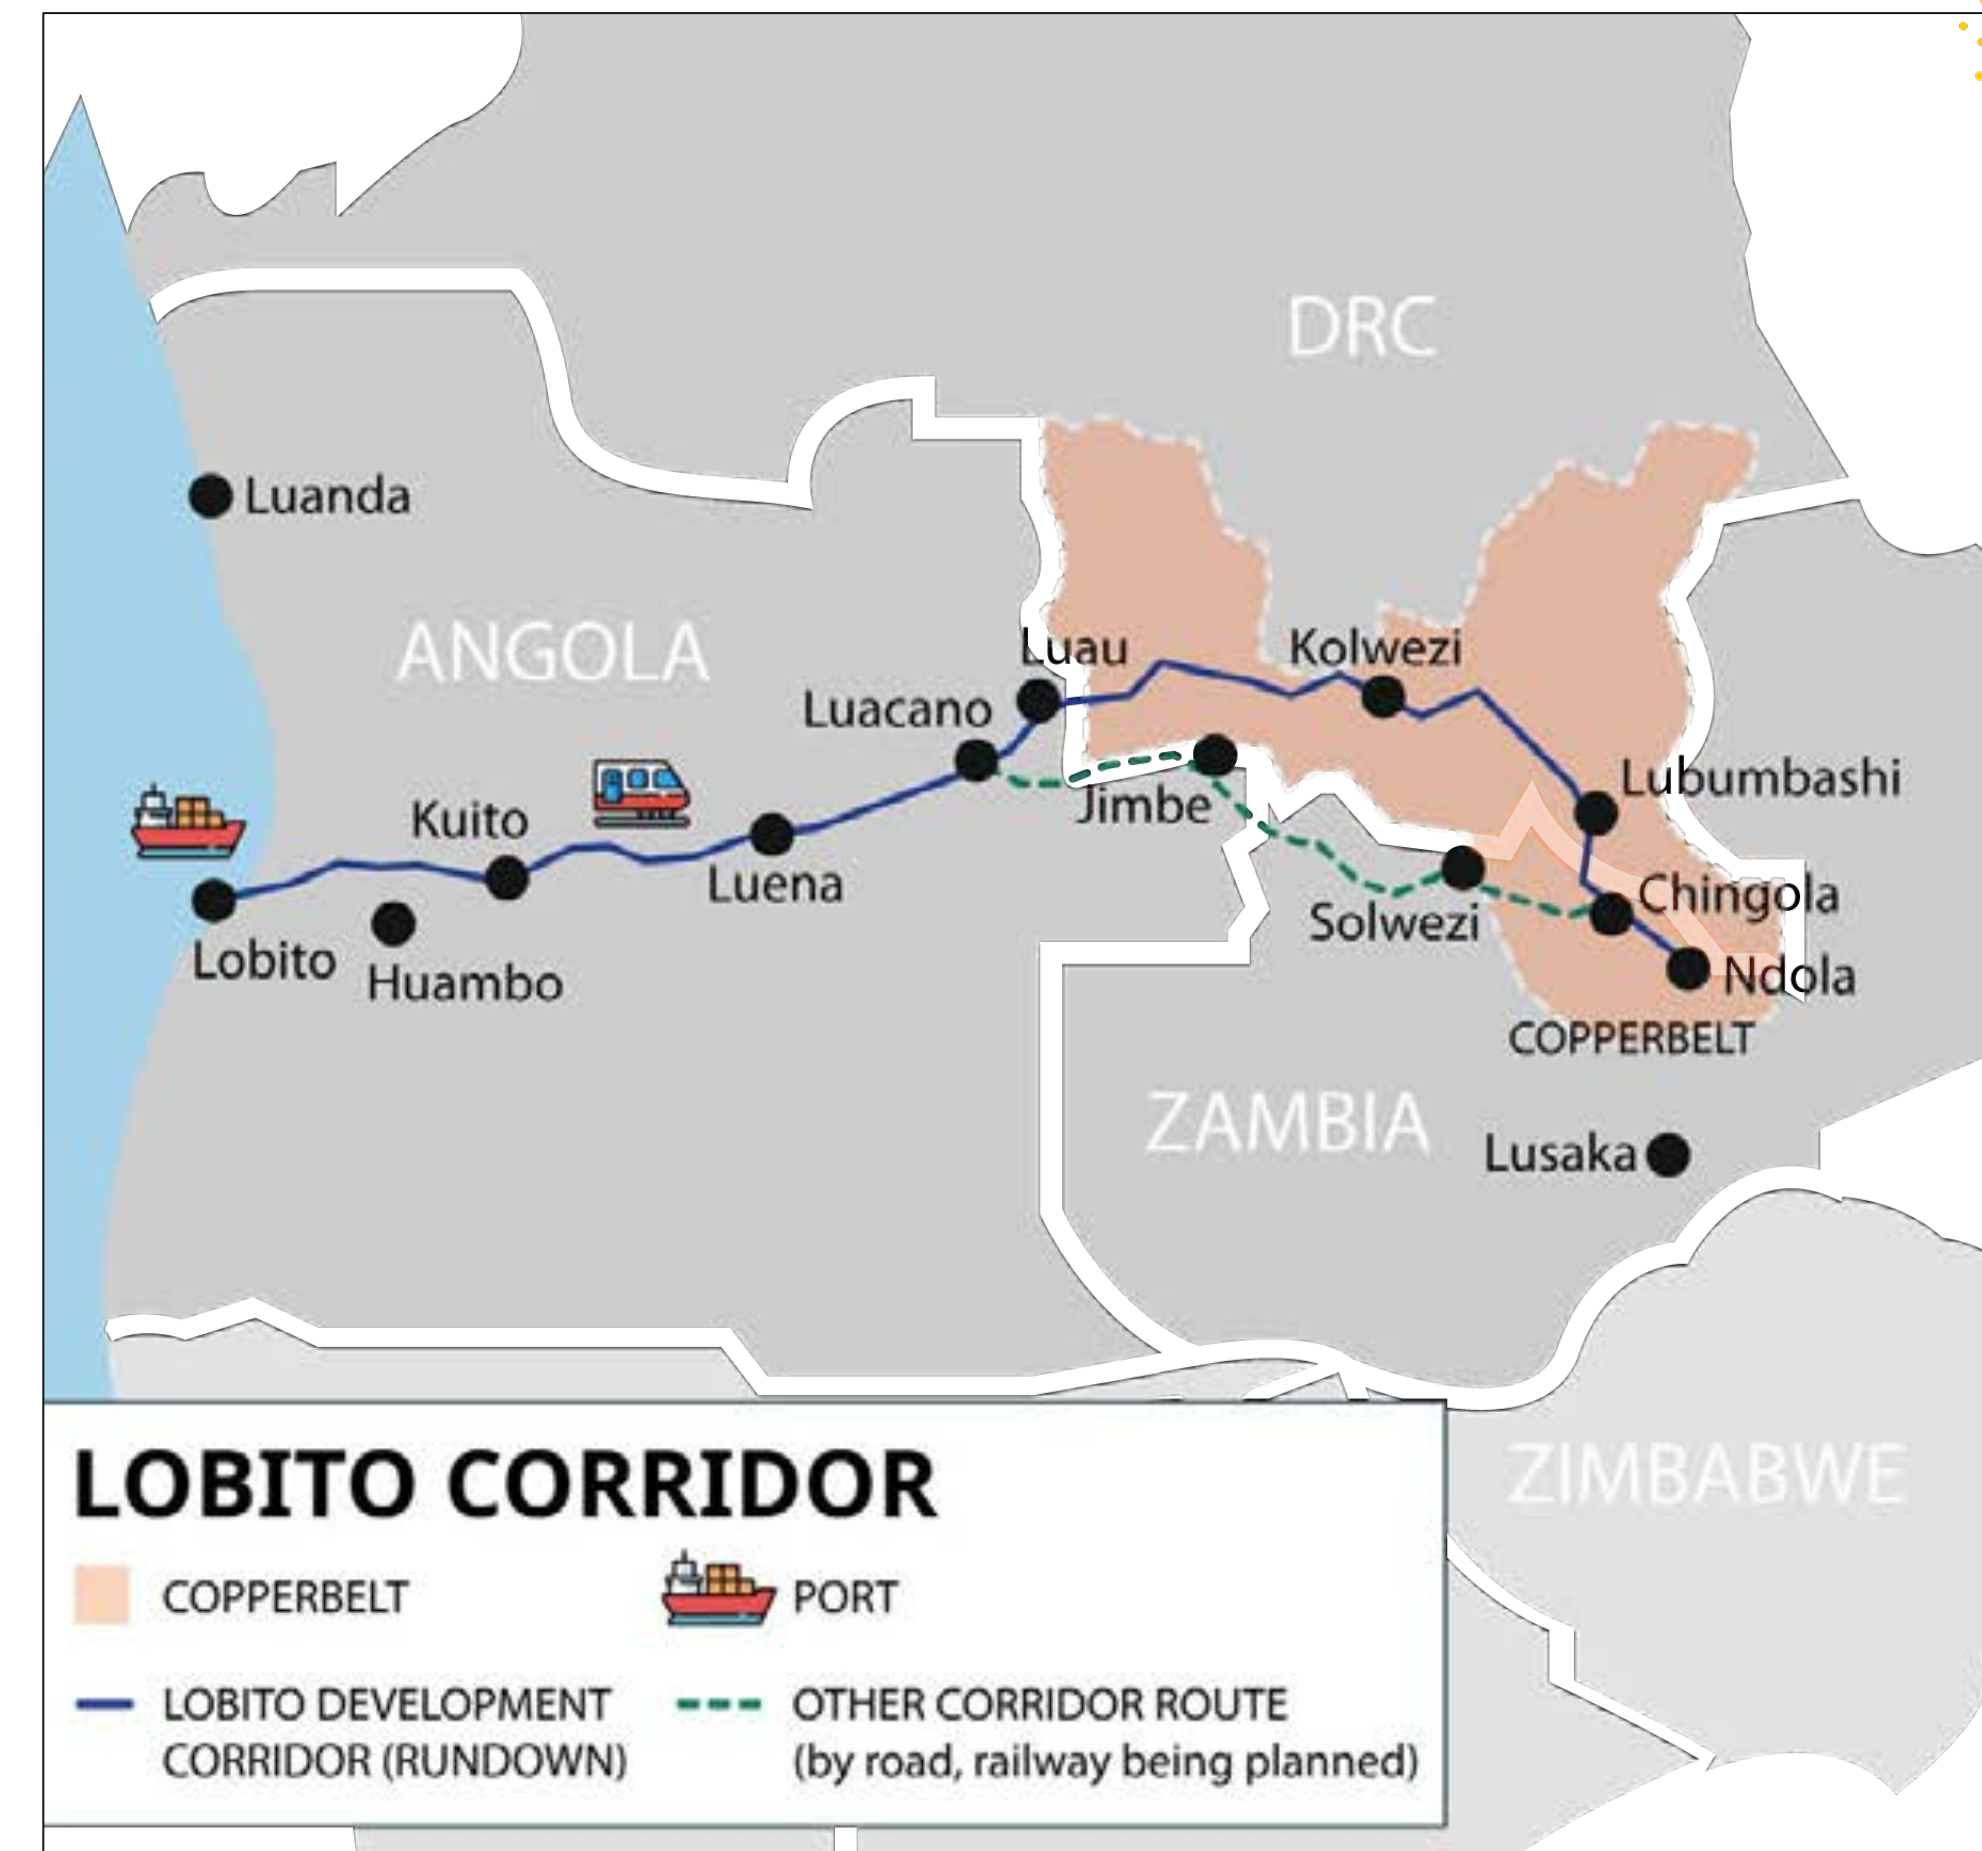 DRC
Luanda
ANGOLA
Luau
Kolwezi
Luacano
Lubumbashi
Jimbe
Kuito
Luena
Chingola
Solwezi
Lobito
Huambo
Ndola
COPPERBELT
ZAMBIA
Lusaka
ZIMBABWE
LOBITO CORRIDOR
COPPERBELT
PORT
LOBITO DEVELOPMENT
CORRIDOR (RUNDOWN)
OTHER CORRIDOR ROUTE
(by road, railway being planned)